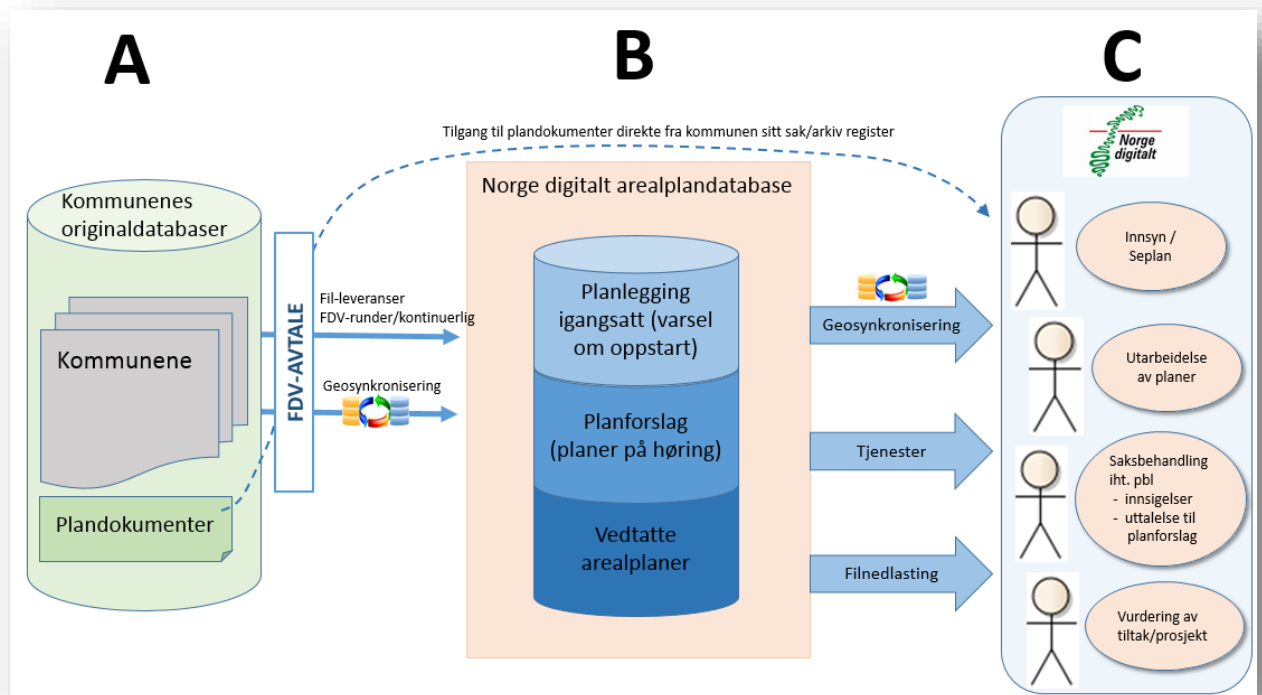 A
B
C
Tilgang til plandokumenter direkte fra kommunen sitt sak/arkiv register
Kommunenes
originaldatabaser
Kommunene
Plandokumenter
FDV-AVTALE
Fil-leveranser
FDV-runder/kontinuerlig
Geosynkronisering
Norge digitalt arealplandatabase
Planlegging
igangsatt (varsel
om oppstart)
Planforslag
(planer på høring)
Vedtatte
arealplaner
Geosynkronisering
Tjenester
Filnedlasting
Norge
digitalt
Innsyn /
Seplan
Utarbeidelse
av planer
Saksbehandling
iht. pbl
- innsigelser
- uttalelse til
planforslag
Vurdering av
tiltak/prosjekt